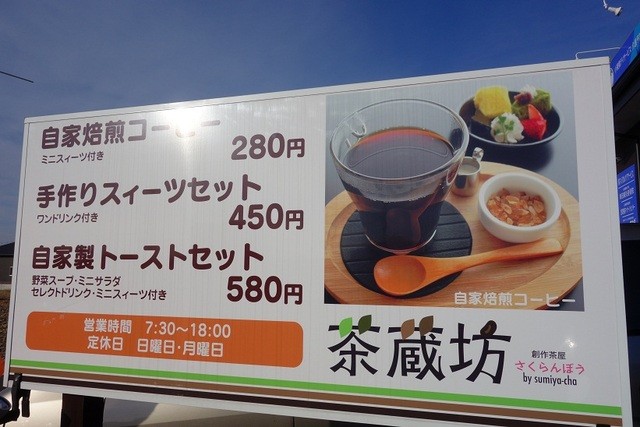 自家焙煎コーヒー
ミニスィーツ付き
280円
手作りスィーツセット
ワンドリンク付き
450円
自家製トーストセット
野菜スープ・ミニサラダ
セレクトドリンク・ミニスィーツ付き
580円
営業時間 7:30〜18:00
定休日 日曜日・月曜日
自家焙煎コーヒー
茶蔵坊
創作茶屋
さくらんぼう
by sumiya-cha